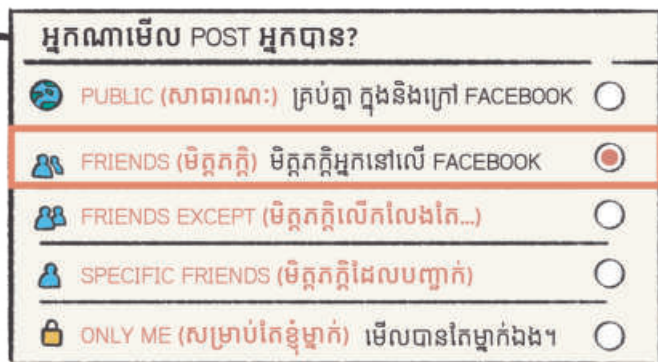 អ្នកណាមើល POST អ្នកបាន?
PUBLIC (សាធារណៈ) គ្រប់គ្នា ក្នុងនិងក្រៅ FACEBOOK
FRIENDS (មិត្តភក្តិ) មិត្តភក្តិអ្នកនៅលើ FACEBOOK
FRIENDS EXCEPT (មិត្តភក្តិលើកលែងតែ...)
SPECIFIC FRIENDS (មិត្តភក្តិដែលបញ្ជាក់)
ONLY ME (សម្រាប់តែខ្ញុំម្នាក់) មើលបានតែម្នាក់ឯង។